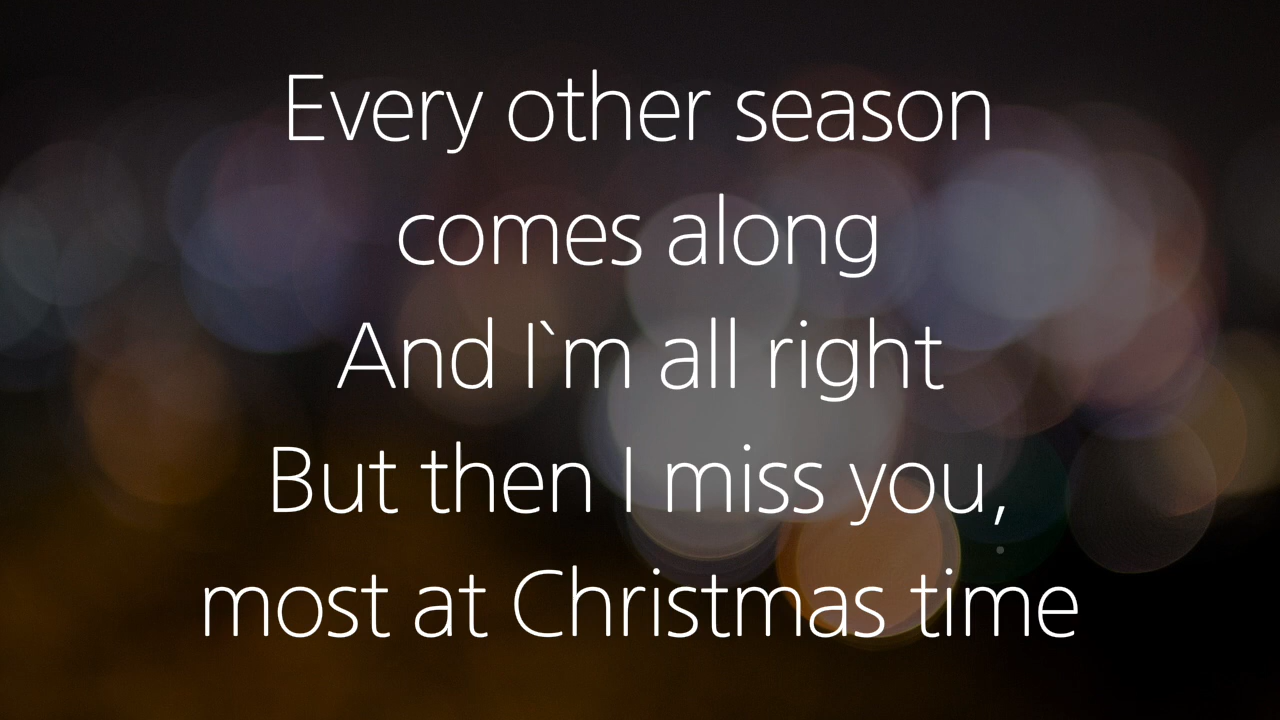 Every other season
comes along
And I`m all right
But then I miss you,
most at Christmas time